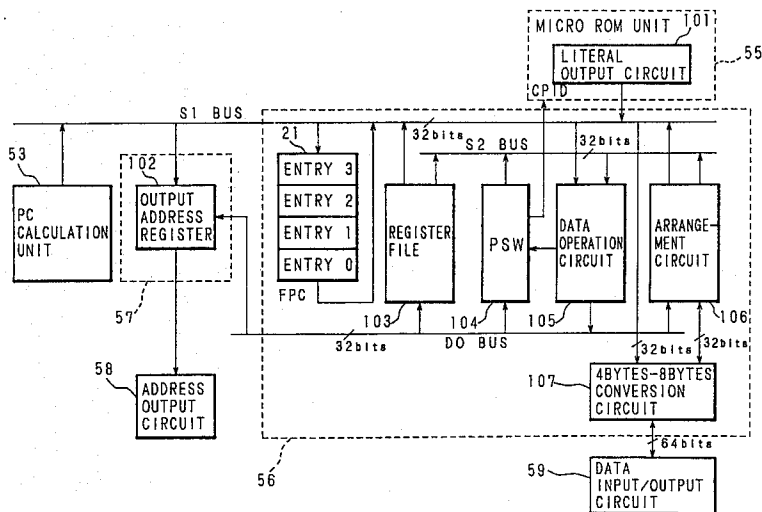 MICRO ROM UNIT
101
LITERAL
OUTPUT CIRCUIT
55
CPID
S1 BUS
32bits
21
S2 BUS
32bits
53
PC
CALCULATION
UNIT
102
OUTPUT
ADDRESS
REGISTER
ENTRY 3
ENTRY 2
ENTRY 1
ENTRY 0
FPC
REGISTER
FILE
PSW
DATA
OPERATION
CIRCUIT
ARRANGE-
MENT
CIRCUIT
57
103
104
105
106
32bits
DO BUS
32bits
32bits
58
ADDRESS
OUTPUT
CIRCUIT
107
4BYTES-8BYTES
CONVERSION
CIRCUIT
64bits
56
59
DATA
INPUT/OUTPUT
CIRCUIT